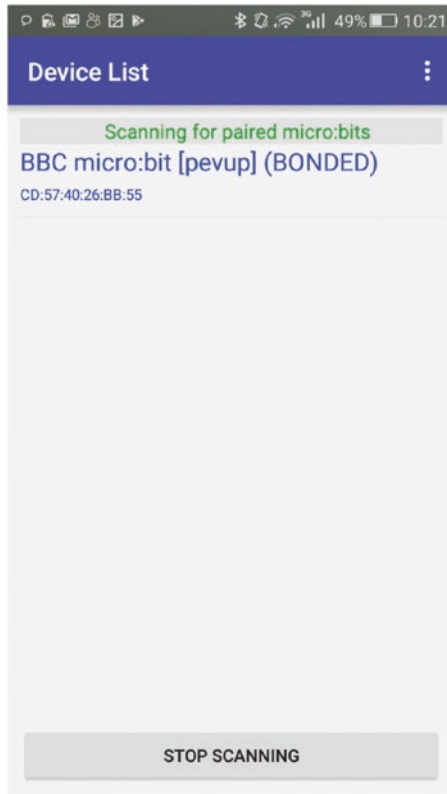 3G 49% 10:21
Device List
Scanning for paired micro:bits
BBC micro:bit [pevup] (BONDED)
CD:57:40:26:BB:55
STOP SCANNING